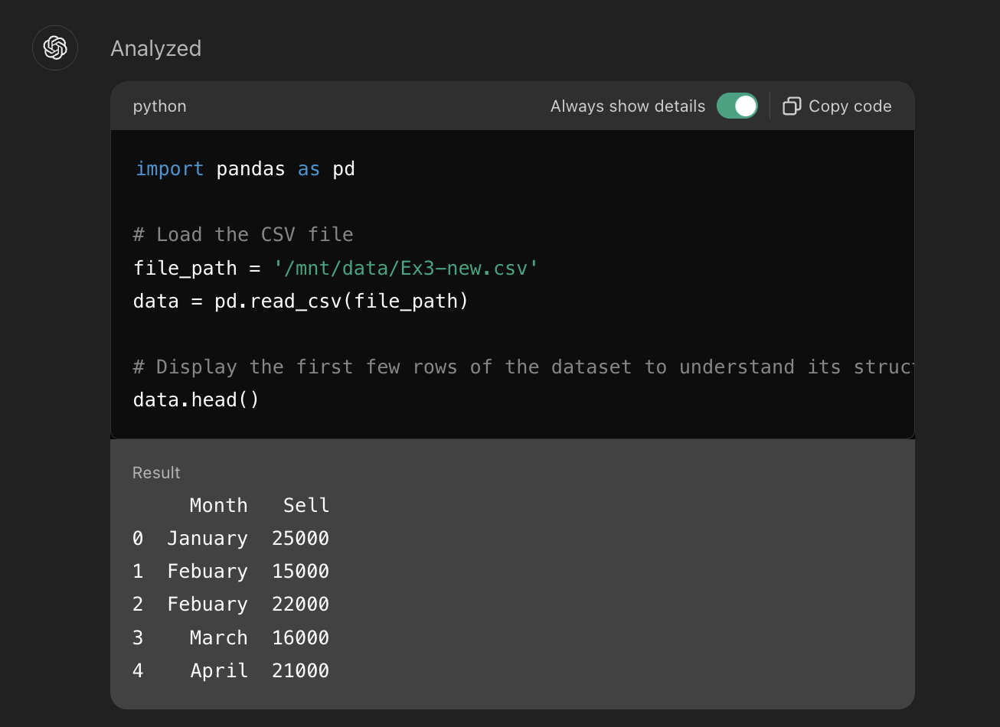 Analyzed
python Always show details Copy code
import pandas as pd
# Load the CSV file
file_path = '/mnt/data/Ex3-new.csv'
data = pd.read_csv(file_path)
# Display the first few rows of the dataset to understand its struct
data.head()
Result
Month Sell
0 January 25000
1 Febuary 15000
2 Febuary 22000
3 March 16000
4 April 21000